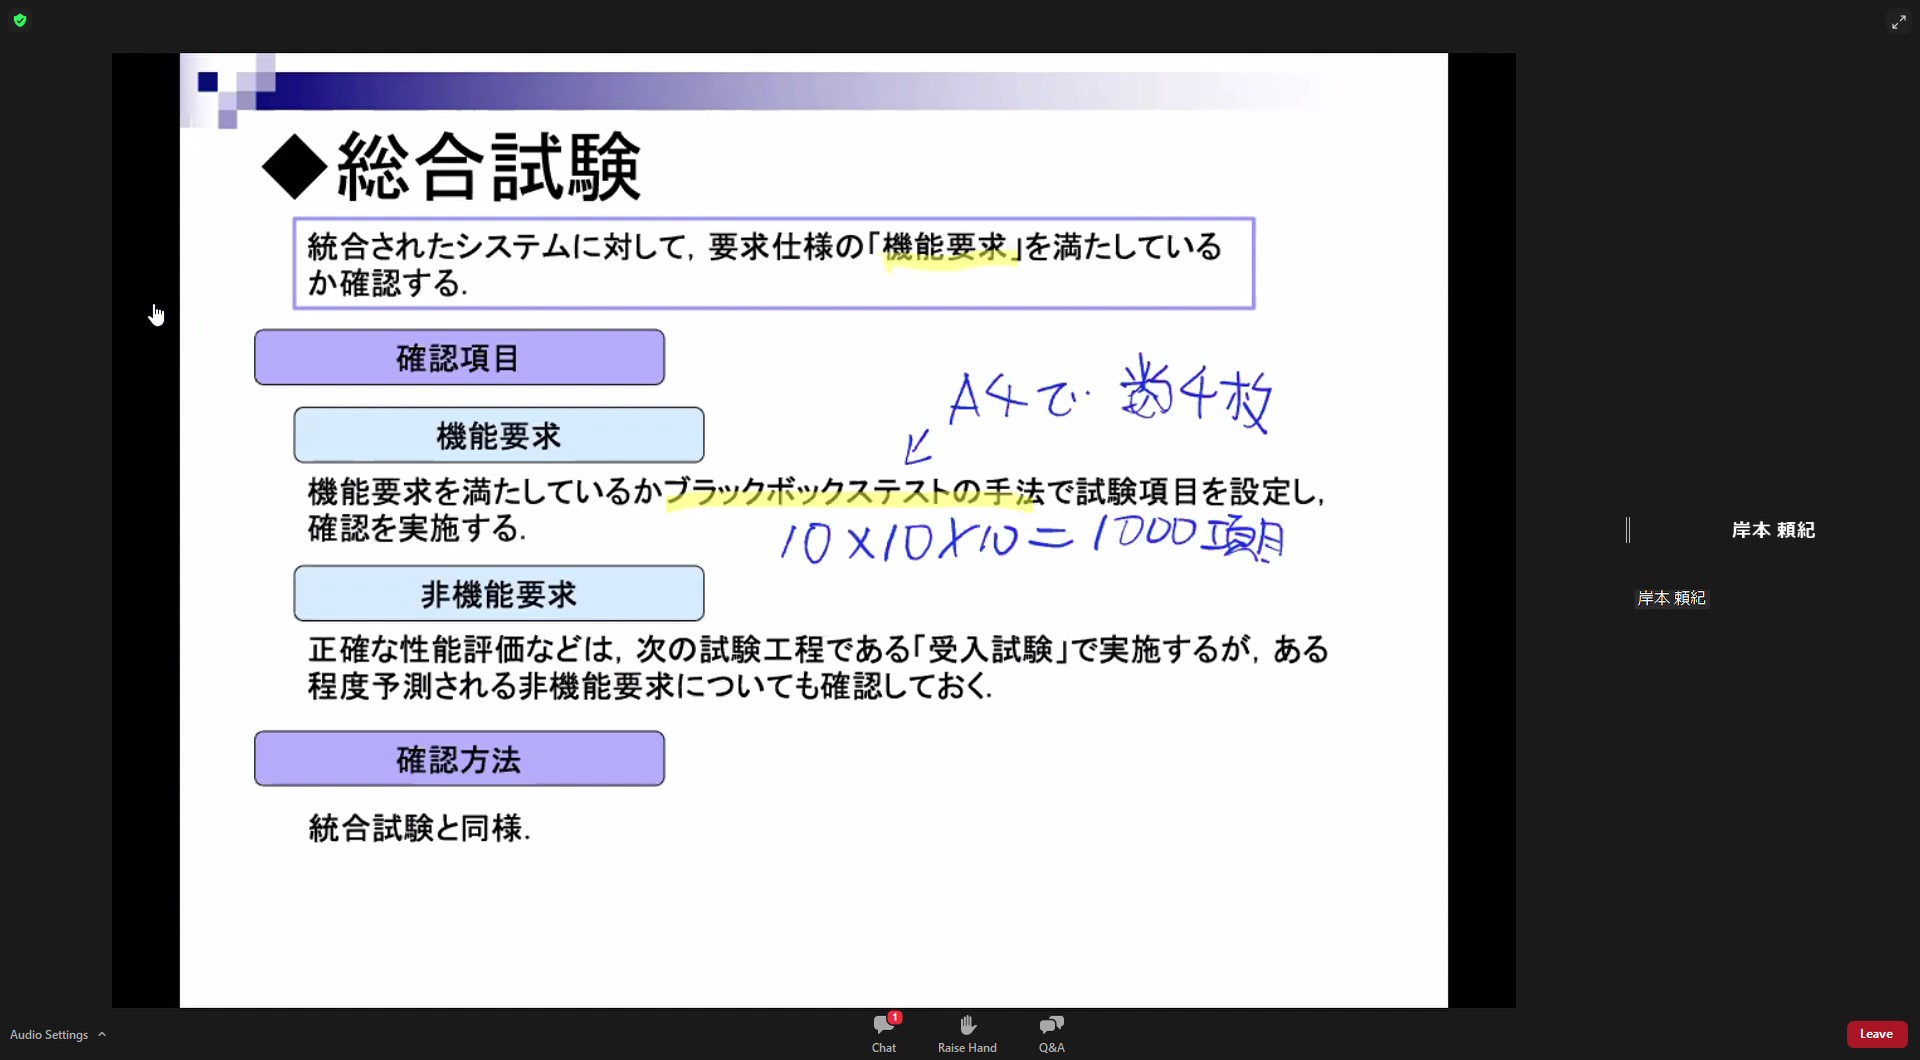 ◆総合試験
統合されたシステムに対して，要求仕様の「機能要求」を満たしている
か確認する．
確認項目
A4で 数千枚
機能要求
機能要求を満たしているかブラックボックステストの手法で試験項目を設定し，
確認を実施する．
10×10×10＝1000項目
非機能要求
正確な性能評価などは，次の試験工程である「受入試験」で実施するが，ある
程度予測される非機能要求についても確認しておく．
確認方法
統合試験と同様．
岸本 頼紀
岸本 頼紀
Audio Settings
1
Chat
Raise Hand
Q&A
Leave